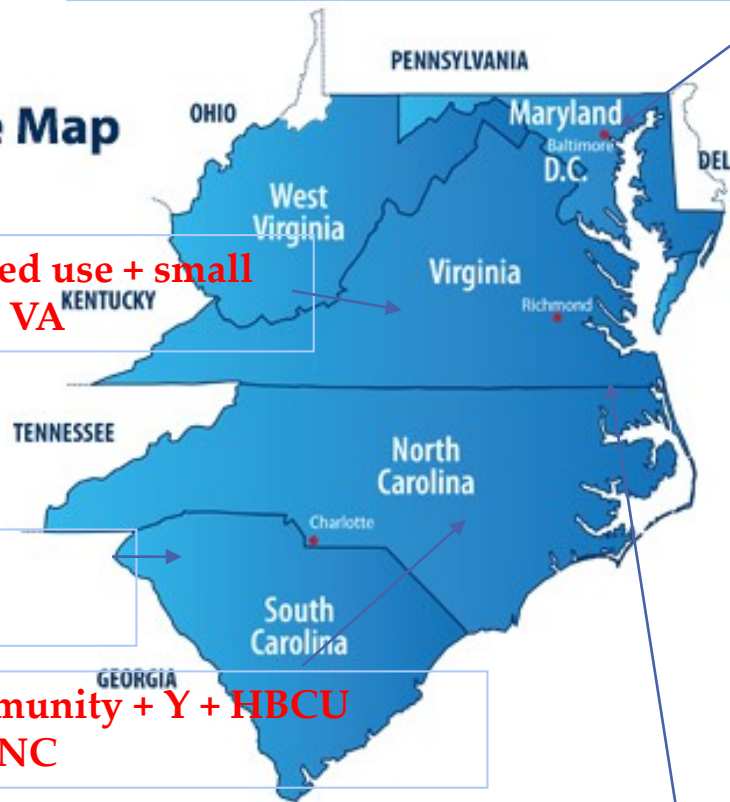 PENNSYLVANIA
e Map
OHIO
Maryland
Baltimore
D.C.
DEL
West
Virginia
ed use + small
VA
KENTUCKY
Virginia
Richmond
TENNESSEE
North
Carolina
Charlotte
South
Carolina
GEORGIA
munity + Y + HBCU
NC